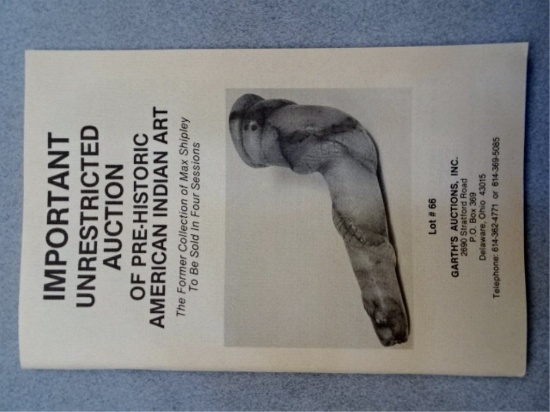 IMPORTANT
UNRESTRICTED
AUCTION
OF PRE-HISTORIC
AMERICAN INDIAN ART
The Former Collection of Max Shipley
To Be Sold In Four Sessions
Lot # 66
GARTH'S AUCTIONS, INC.
2690 Stratford Road
P.O. Box 369
Delaware, Ohio 43015
Telephone: 614-362-4771 or 614-369-5085